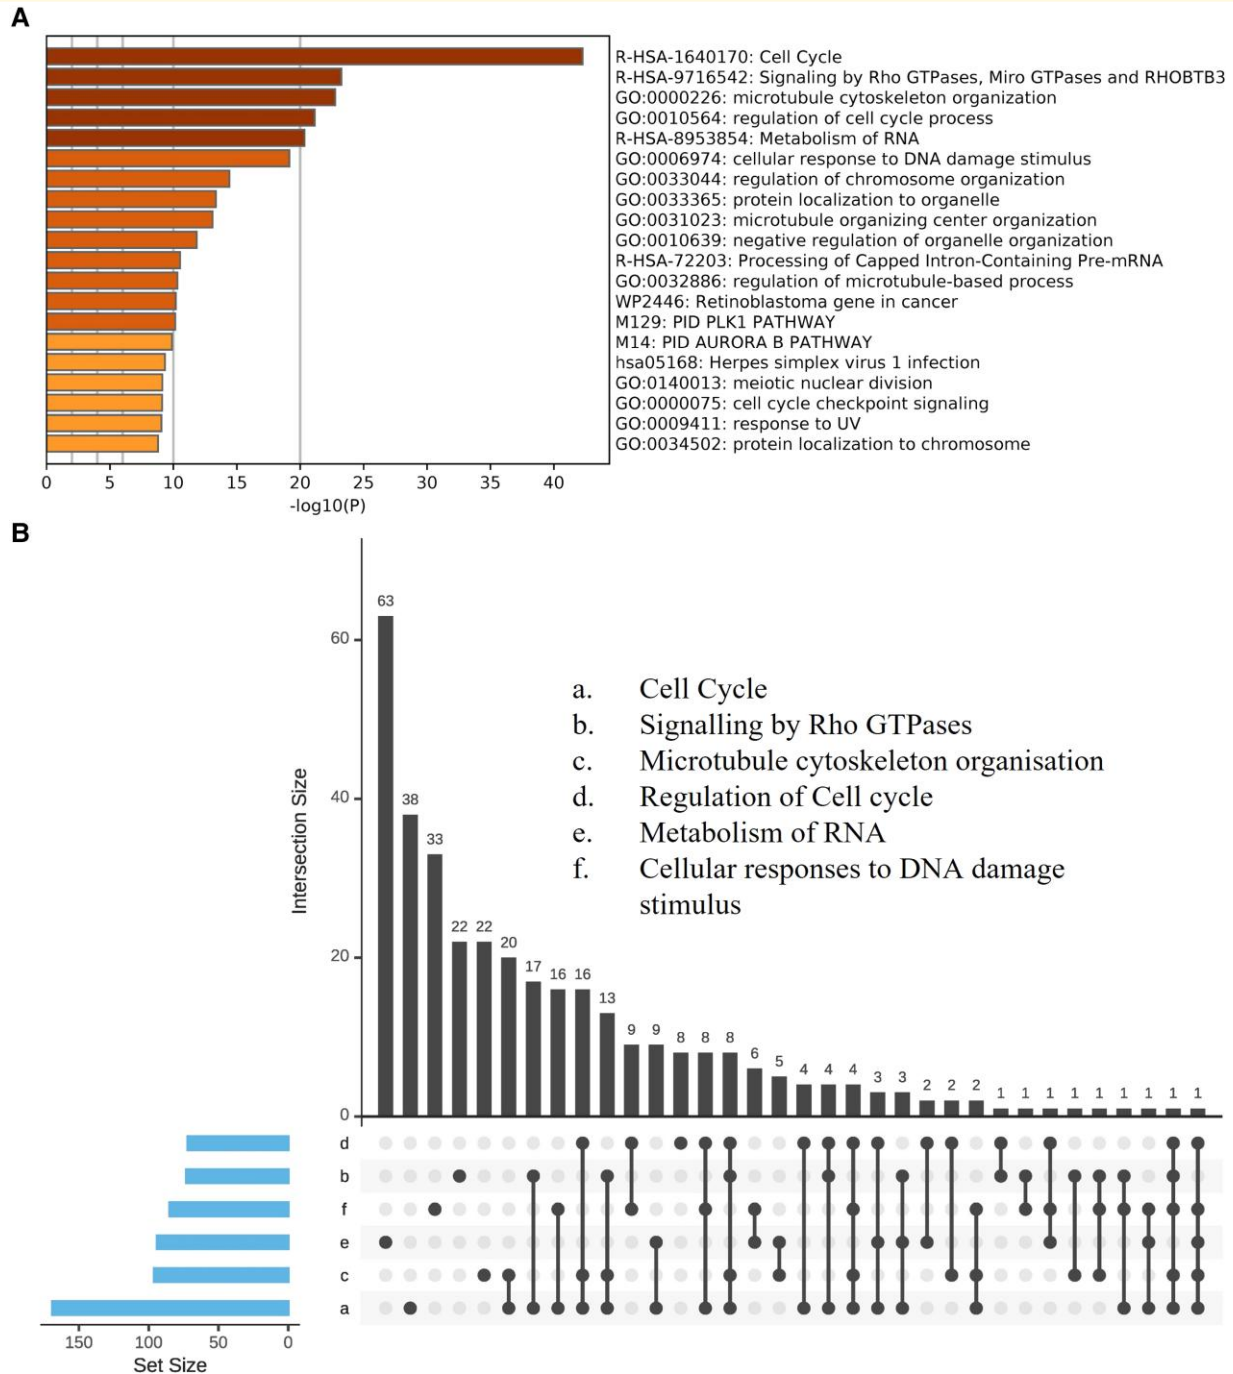 A
R-HSA-1640170: Cell Cycle
R-HSA-9716542: Signaling by Rho GTPases, Miro GTPases and RHOBTB3
GO:0000226: microtubule cytoskeleton organization
GO:0010564: regulation of cell cycle process
R-HSA-8953854: Metabolism of RNA
GO:0006974: cellular response to DNA damage stimulus
GO:0033044: regulation of chromosome organization
GO:0033365: protein localization to organelle
GO:0031023: microtubule organizing center organization
GO:0010639: negative regulation of organelle organization
R-HSA-72203: Processing of Capped Intron-Containing Pre-mRNA
GO:0032886: regulation of microtubule-based process
WP2446: Retinoblastoma gene in cancer
M129: PID PLK1 PATHWAY
M14: PID AURORA B PATHWAY
hsa05168: Herpes simplex virus 1 infection
GO:0140013: meiotic nuclear division
GO:0000075: cell cycle checkpoint signaling
GO:0009411: response to UV
GO:0034502: protein localization to chromosome
0 5 10 15 20 25 30 35 40
-log10(P)
B
Intersection Size
60
40
20
0
63 38 33 22 22 20 17 16 16 13 9 9 8 8 8 6 5 4 4 4 3 3 2 2 2 1 1 1 1 1 1 1 1 1
a. Cell Cycle
b. Signalling by Rho GTPases
c. Microtubule cytoskeleton organisation
d. Regulation of Cell cycle
e. Metabolism of RNA
f. Cellular responses to DNA damage
stimulus
d
b
f
e
c
a
150 100 50 0
Set Size